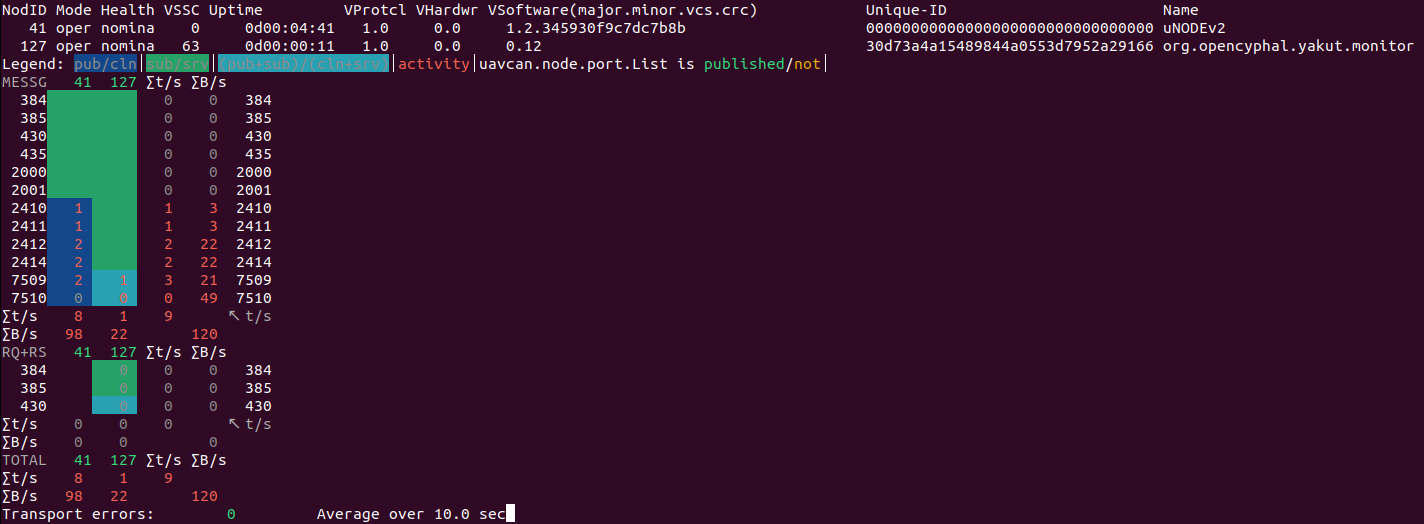 NodID Mode Health VSSC Uptime VProtcl VHardwr VSoftware(major.minor.vcs.crc) Unique-ID Name
41 oper nomina 0 0d00:04:41 1.0 0.0 1.2.345930f9c7dc7b8b 00000000000000000000000000000000 uNODEv2
127 oper nomina 63 0d00:00:11 1.0 0.0 0.12 30d73a4a15489844a0553d7952a29166 org.opencyphal.yakut.monitor
Legend: pub/cln|sub/srv|(pub+sub)/(cln+srv)|activity|uavcan.node.port.List is published/not|
MESSG 41 127 ∑t/s ∑B/s
384 0 0 384
385 0 0 385
430 0 0 430
435 0 0 435
2000 0 0 2000
2001 0 0 2001
2410 1 1 3 2410
2411 1 1 3 2411
2412 2 2 22 2412
2414 2 2 22 2414
7509 2 1 3 21 7509
7510 0 0 0 49 7510
∑t/s 8 1 9 ↖t/s
∑B/s 98 22 120
RQ+RS 41 127 ∑t/s ∑B/s
384 0 0 0 384
385 0 0 0 385
430 0 0 0 430
∑t/s 0 0 0 ↖t/s
∑B/s 0 0 0
TOTAL 41 127 ∑t/s ∑B/s
∑t/s 8 1 9
∑B/s 98 22 120
Transport errors: 0 Average over 10.0 sec